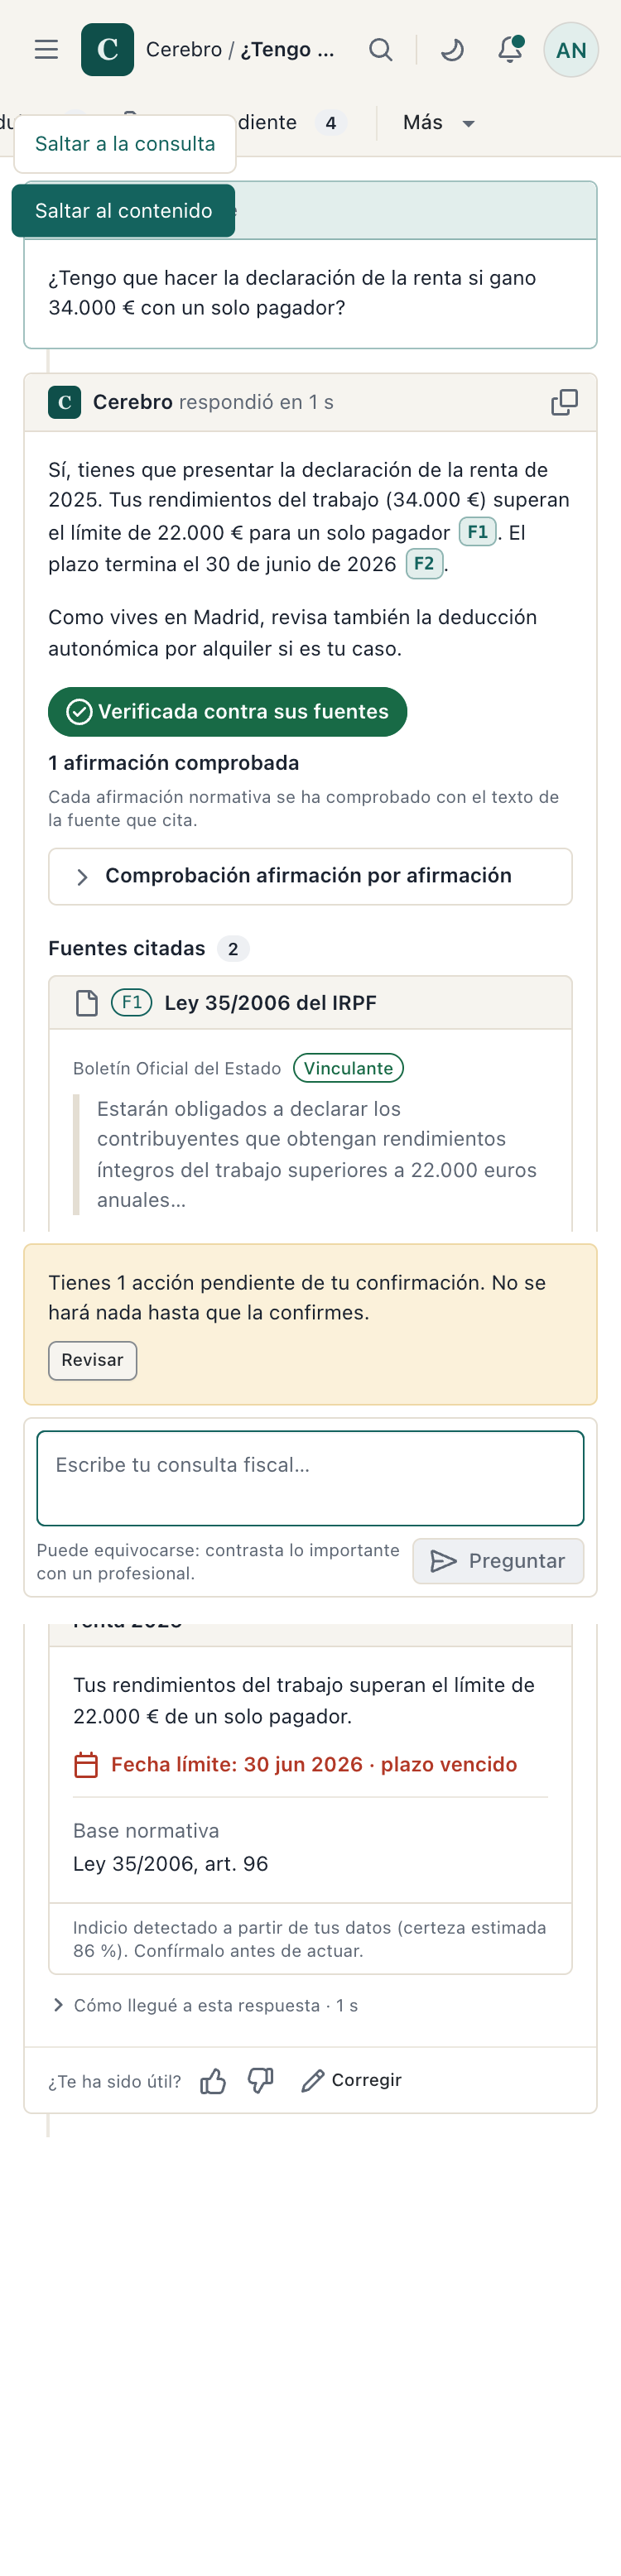 C Cerebro / ¿Tengo ... AN
diente 4 Más
Saltar a la consulta
Saltar al contenido
¿Tengo que hacer la declaración de la renta si gano
34.000 € con un solo pagador?
C Cerebro respondió en 1 s
Sí, tienes que presentar la declaración de la renta de
2025. Tus rendimientos del trabajo (34.000 €) superan
el límite de 22.000 € para un solo pagador F1. El
plazo termina el 30 de junio de 2026 F2.
Como vives en Madrid, revisa también la deducción
autonómica por alquiler si es tu caso.
Verificada contra sus fuentes
1 afirmación comprobada
Cada afirmación normativa se ha comprobado con el texto de
la fuente que cita.
Comprobación afirmación por afirmación
Fuentes citadas 2
F1 Ley 35/2006 del IRPF
Boletín Oficial del Estado Vinculante
Estarán obligados a declarar los
contribuyentes que obtengan rendimientos
íntegros del trabajo superiores a 22.000 euros
anuales...
Tienes 1 acción pendiente de tu confirmación. No se
hará nada hasta que la confirmes.
Revisar
Escribe tu consulta fiscal...
Puede equivocarse: contrasta lo importante
con un profesional.
Preguntar
renta 2025
Tus rendimientos del trabajo superan el límite de
22.000 € de un solo pagador.
Fecha límite: 30 jun 2026 · plazo vencido
Base normativa
Ley 35/2006, art. 96
Indicio detectado a partir de tus datos (certeza estimada
86 %). Confírmalo antes de actuar.
Cómo llegué a esta respuesta · 1 s
¿Te ha sido útil? Corregir